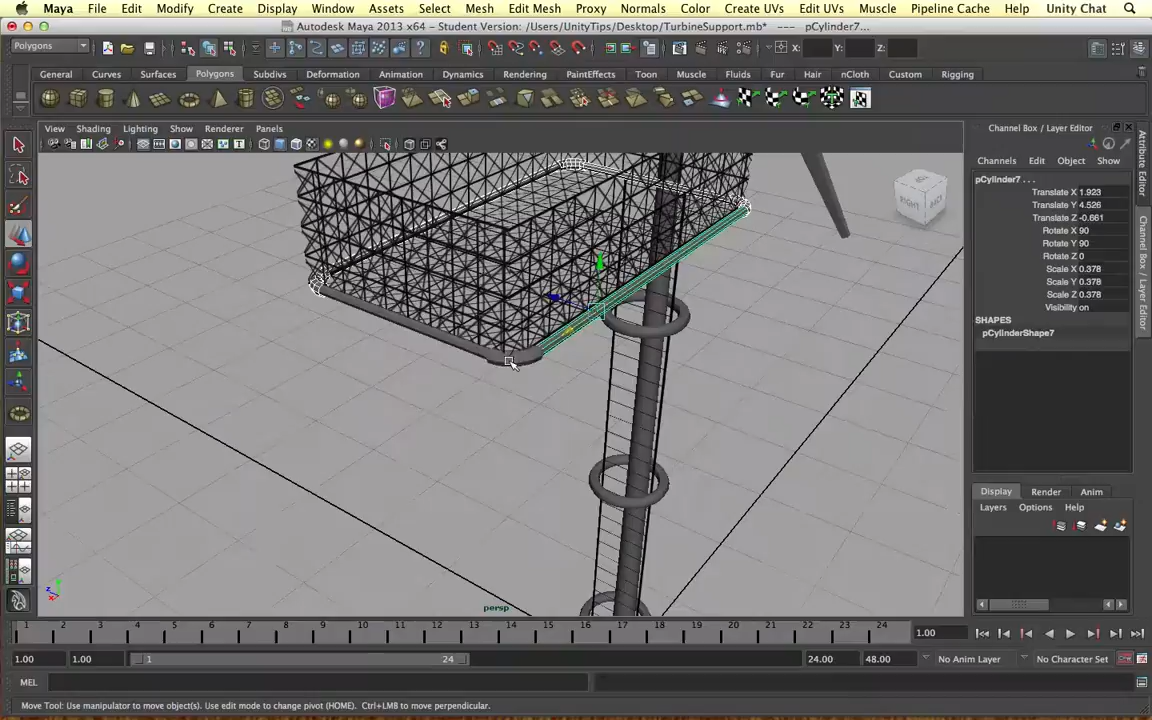 Maya File Edit Modify Create Display Window Assets Select Mesh Edit Mesh Proxy Normals Color Create UVs Edit UVs Muscle Pipeline Cache Help Unity Chat
Autodesk Maya 2013 x64 - Student Version: /Users/UnityTips/Desktop/TurbineSupport.mb* --- pCylinder7...
Polygons X: Y: Z:
General Curves Surfaces Polygons Subdivs Deformation Animation Dynamics Rendering PaintEffects Toon Muscle Fluids Fur Hair nCloth Custom Rigging
View Shading Lighting Show Renderer Panels
Channel Box / Layer Editor
Channels Edit Object Show
pCylinder7 . . .
Translate X 1.923
Translate Y 4.526
Translate Z -0.661
Rotate X 90
Rotate Y 90
Rotate Z 0
Scale X 0.378
Scale Y 0.378
Scale Z 0.378
Visibility on
SHAPES
pCylinderShape7
Attribute Editor
Channel Box / Layer Editor
RIGHT
persp
Display Render Anim
Layers Options Help
1 2 3 4 5 6 7 8 9 10 11 12 13 14 15 16 17 18 19 20 21 22 23 24 1.00
1.00 1.00 1 24 24.00 48.00 No Anim Layer No Character Set
MEL
Move Tool: Use manipulator to move object(s). Use edit mode to change pivot (HOME). Ctrl+LMB to move perpendicular.